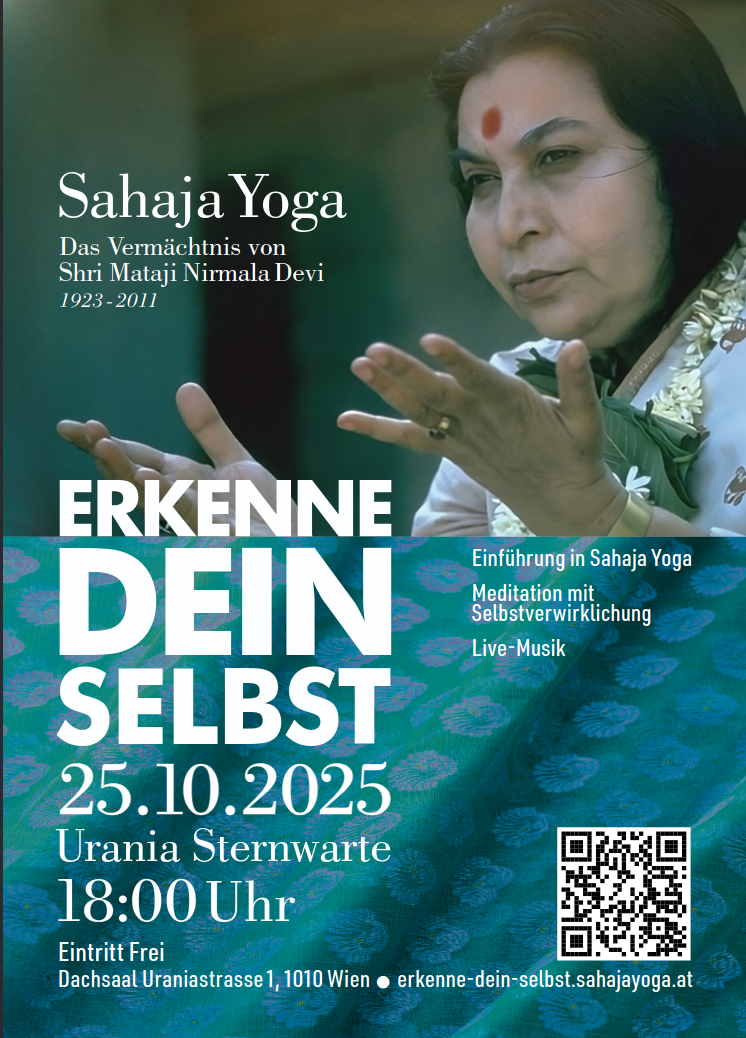 Sahaja Yoga
Das Vermächtnis von
Shri Mataji Nirmala Devi
1923 - 2011
ERKENNE
DEIN
SELBST
Einführung in Sahaja Yoga
Meditation mit
Selbstverwirklichung
Live-Musik
25.10.2025
Urania Sternwarte
18:00 Uhr
Eintritt Frei
Dachsaal Uraniastrasse 1, 1010 Wien ● erkenne-dein-selbst.sahajayoga.at